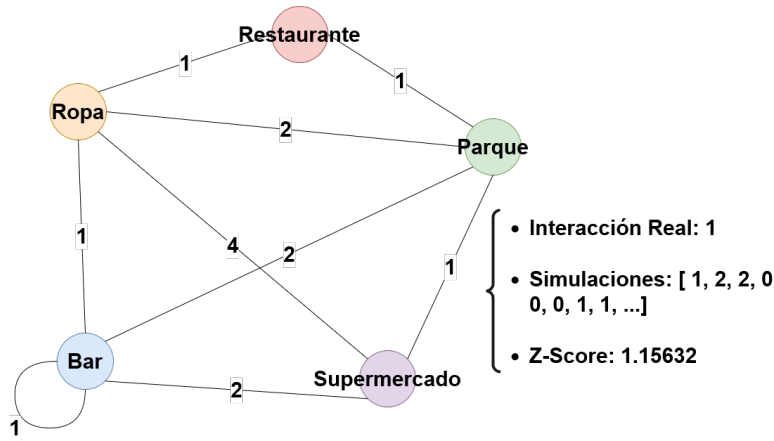 Restaurante
1
1
Ropa
2
Parque
1
4
2
1
• Interacción Real: 1
• Simulaciones: [ 1, 2, 2, 0
0, 0, 1, 1, ...]
• Z-Score: 1.15632
Bar
Supermercado
2
1